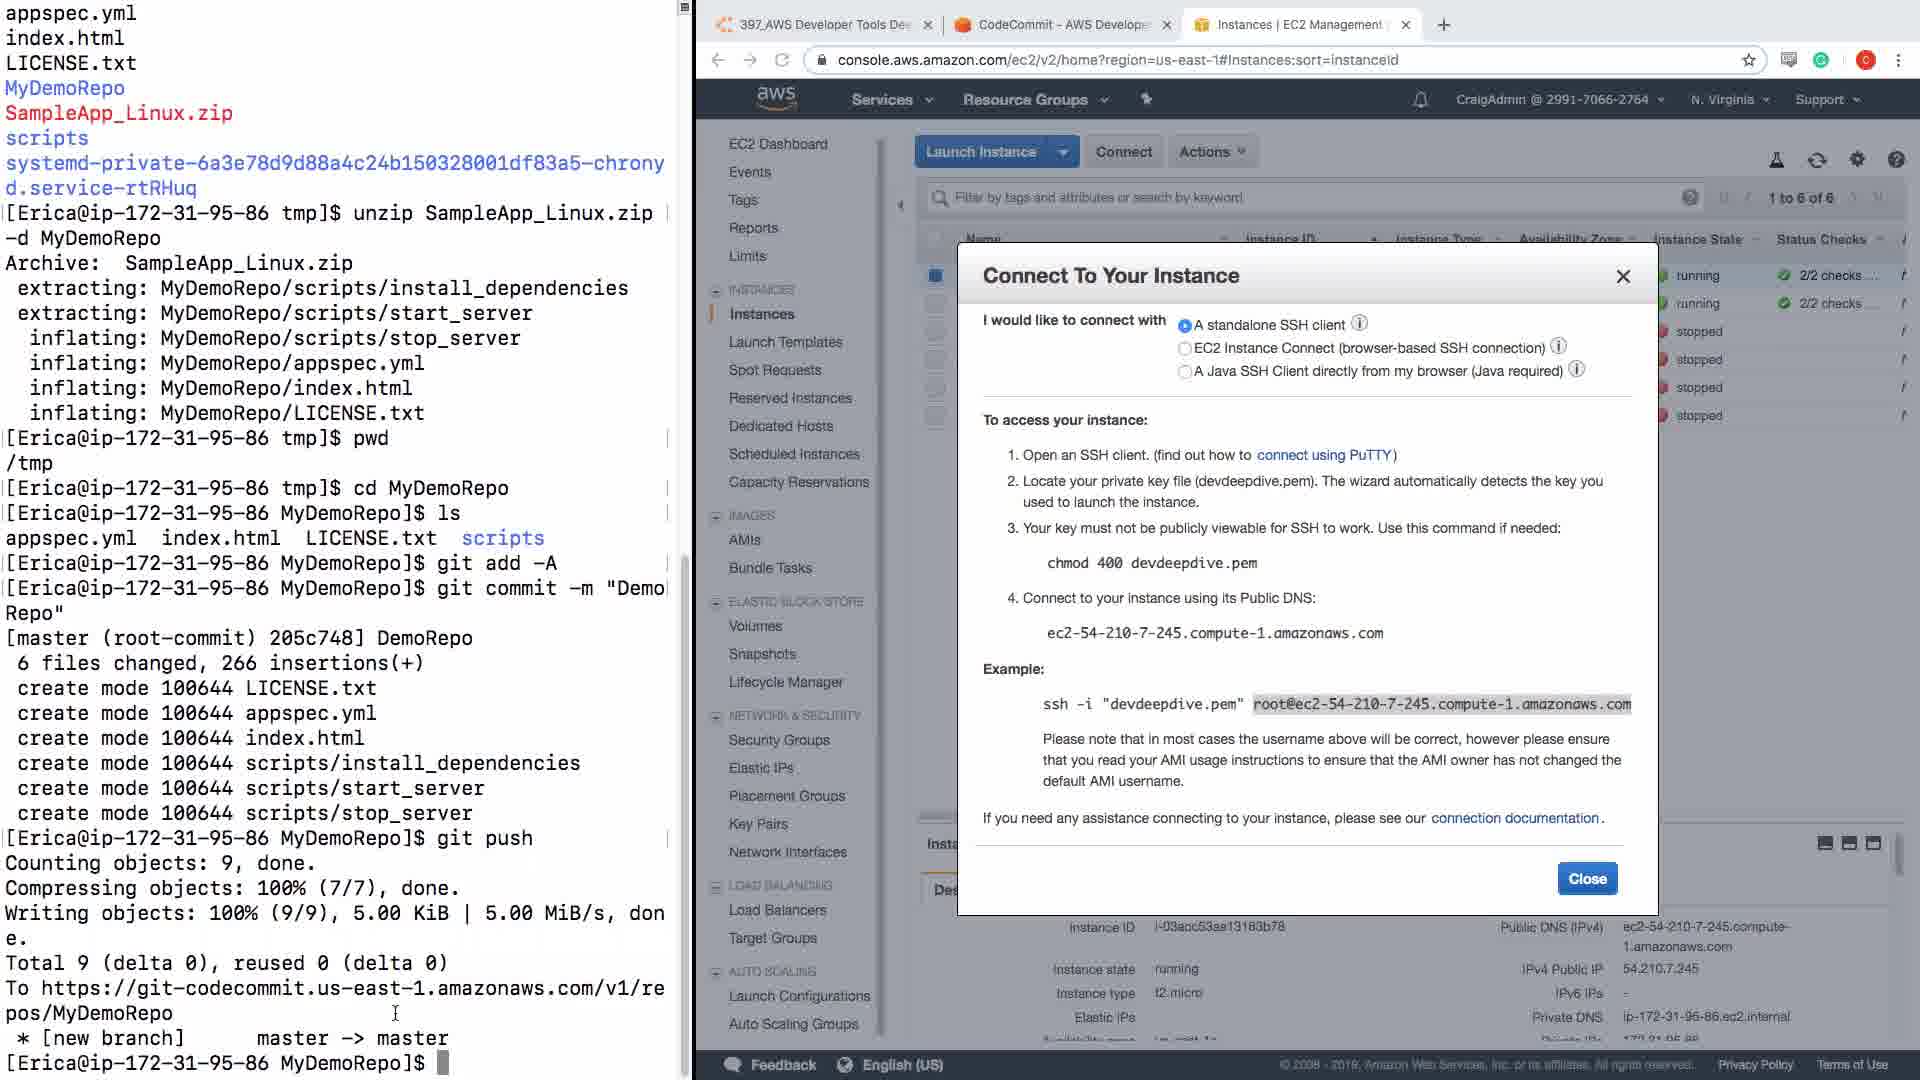 appspec.yml
index.html
LICENSE.txt
MyDemoRepo
SampleApp_Linux.zip
scripts
systemd-private-6a3e78d9d88a4c24b150328001df83a5-chrony
d.service-rtRHuq
[Erica@ip-172-31-95-86 tmp]$ unzip SampleApp_Linux.zip
-d MyDemoRepo
Archive:  SampleApp_Linux.zip
 extracting: MyDemoRepo/scripts/install_dependencies
 extracting: MyDemoRepo/scripts/start_server
  inflating: MyDemoRepo/scripts/stop_server
  inflating: MyDemoRepo/appspec.yml
  inflating: MyDemoRepo/index.html
  inflating: MyDemoRepo/LICENSE.txt
[Erica@ip-172-31-95-86 tmp]$ pwd
/tmp
[Erica@ip-172-31-95-86 tmp]$ cd MyDemoRepo
[Erica@ip-172-31-95-86 MyDemoRepo]$ ls
appspec.yml  index.html  LICENSE.txt  scripts
[Erica@ip-172-31-95-86 MyDemoRepo]$ git add -A
[Erica@ip-172-31-95-86 MyDemoRepo]$ git commit -m "Demo
Repo"
[master (root-commit) 205c748] DemoRepo
 6 files changed, 266 insertions(+)
 create mode 100644 LICENSE.txt
 create mode 100644 appspec.yml
 create mode 100644 index.html
 create mode 100644 scripts/install_dependencies
 create mode 100644 scripts/start_server
 create mode 100644 scripts/stop_server
[Erica@ip-172-31-95-86 MyDemoRepo]$ git push
Counting objects: 9, done.
Compressing objects: 100% (7/7), done.
Writing objects: 100% (9/9), 5.00 KiB | 5.00 MiB/s, don
e.
Total 9 (delta 0), reused 0 (delta 0)
To https://git-codecommit.us-east-1.amazonaws.com/v1/re
pos/MyDemoRepo
 * [new branch]      master -> master
[Erica@ip-172-31-95-86 MyDemoRepo]$
397_AWS Developer Tools Dee
CodeCommit - AWS Developer
Instances | EC2 Management
console.aws.amazon.com/ec2/v2/home?region=us-east-1#Instances:sort=instanceId
C
aws
Services
Resource Groups
CraigAdmin @ 2991-7066-2764
N. Virginia
Support
EC2 Dashboard
Events
Tags
Reports
Limits
INSTANCES
Instances
Launch Templates
Spot Requests
Reserved Instances
Dedicated Hosts
Scheduled Instances
Capacity Reservations
IMAGES
AMIs
Bundle Tasks
ELASTIC BLOCK STORE
Volumes
Snapshots
Lifecycle Manager
NETWORK & SECURITY
Security Groups
Elastic IPs
Placement Groups
Key Pairs
Network Interfaces
LOAD BALANCING
Load Balancers
Target Groups
AUTO SCALING
Launch Configurations
Auto Scaling Groups
Launch Instance
Connect
Actions
Filter by tags and attributes or search by keyword
1 to 6 of 6
Name
Instance ID
Instance Type
Availability Zone
Instance State
Status Checks
running
2/2 checks ...
running
2/2 checks ...
stopped
stopped
stopped
stopped
Connect To Your Instance
I would like to connect with
A standalone SSH client
EC2 Instance Connect (browser-based SSH connection)
A Java SSH Client directly from my browser (Java required)
To access your instance:
1. Open an SSH client. (find out how to connect using PuTTY)
2. Locate your private key file (devdeepdive.pem). The wizard automatically detects the key you
used to launch the instance.
3. Your key must not be publicly viewable for SSH to work. Use this command if needed:
chmod 400 devdeepdive.pem
4. Connect to your instance using its Public DNS:
ec2-54-210-7-245.compute-1.amazonaws.com
Example:
ssh -i "devdeepdive.pem" root@ec2-54-210-7-245.compute-1.amazonaws.com
Please note that in most cases the username above will be correct, however please ensure
that you read your AMI usage instructions to ensure that the AMI owner has not changed the
default AMI username.
If you need any assistance connecting to your instance, please see our connection documentation.
Close
Insta
Des
Instance ID
i-03acc53aa13183b78
Instance state
running
Instance type
t2.micro
Elastic IPs
Public DNS (IPv4)
ec2-54-210-7-245.compute-
1.amazonaws.com
IPv4 Public IP
54.210.7.245
IPv6 IPs
-
Private DNS
ip-172-31-95-86.ec2.internal
Feedback
English (US)
© 2008 - 2019, Amazon Web Services, Inc. or its affiliates. All rights reserved.
Privacy Policy
Terms of Use